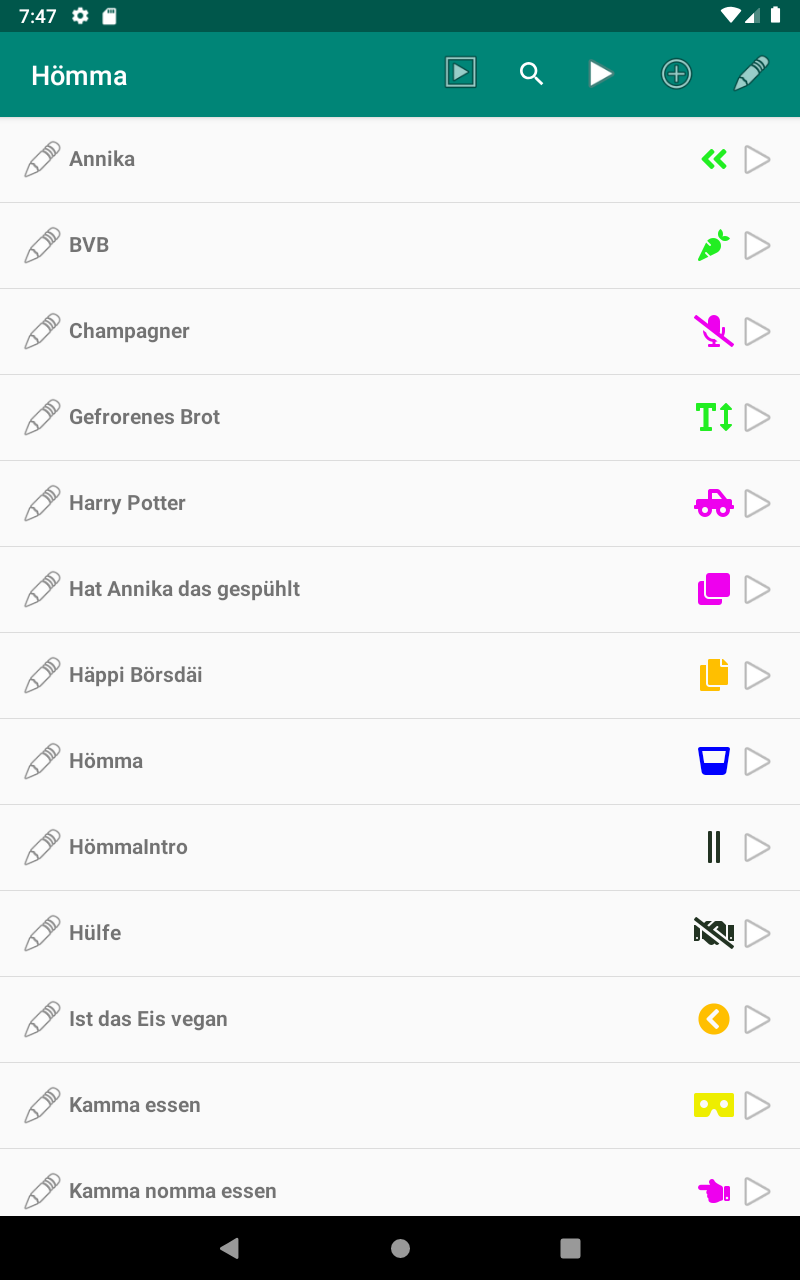 7:47
Hömma
Annika
BVB
Champagner
Gefrorenes Brot
Harry Potter
Hat Annika das gespühlt
Häppi Börsdäi
Hömma
HömmaIntro
Hülfe
Ist das Eis vegan
Kamma essen
Kamma nomma essen